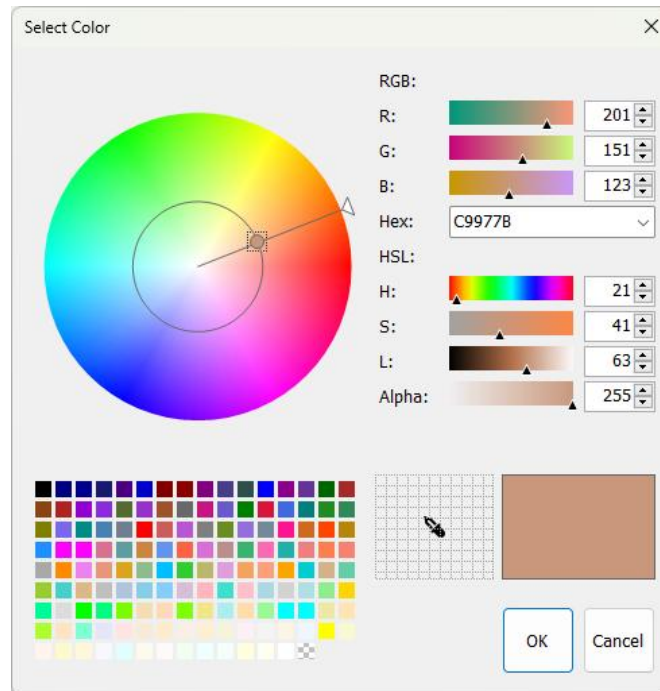 Select Color
RGB:
R: 201
G: 151
B: 123
Hex: C9977B
HSL:
H: 21
S: 41
L: 63
Alpha: 255
OK Cancel